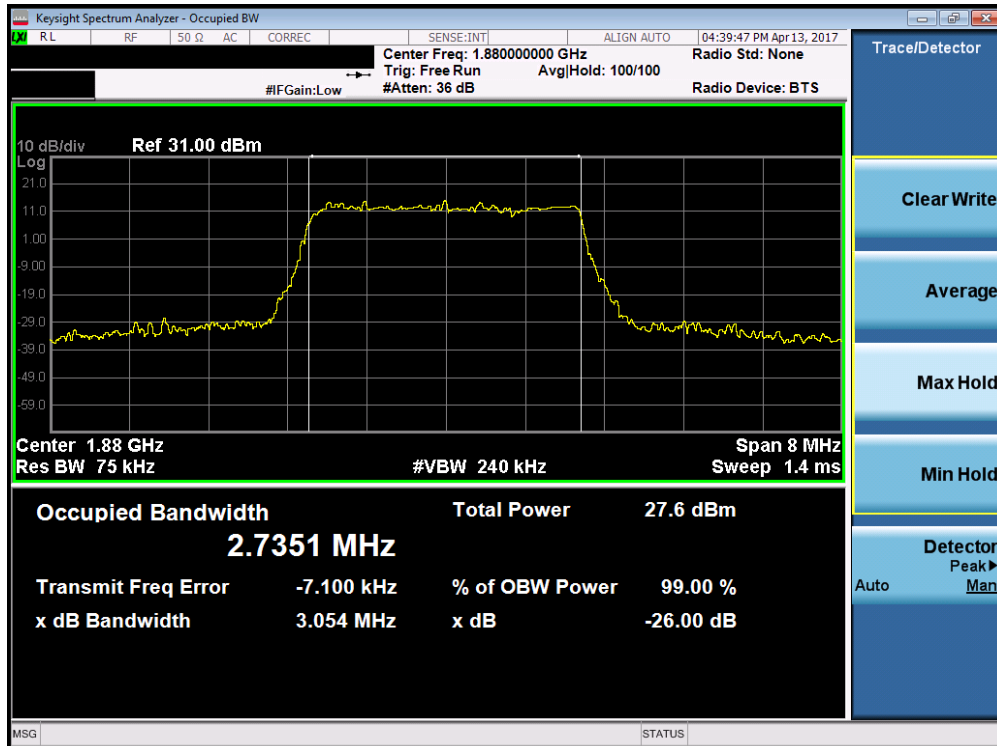 Keysight Spectrum Analyzer - Occupied BW
LXI RL RF 50 Ω AC CORREC SENSE:INT ALIGN AUTO 04:39:47 PM Apr 13, 2017
Center Freq: 1.880000000 GHz Radio Std: None
Trig: Free Run Avg|Hold: 100/100
#IFGain:Low #Atten: 36 dB Radio Device: BTS
Trace/Detector
10 dB/div Ref 31.00 dBm
Log
21.0
11.0
1.00
-9.00
-19.0
-29.0
-39.0
-49.0
-59.0
Center 1.88 GHz Span 8 MHz
Res BW 75 kHz #VBW 240 kHz Sweep 1.4 ms
Occupied Bandwidth Total Power 27.6 dBm
2.7351 MHz
Transmit Freq Error -7.100 kHz % of OBW Power 99.00 %
x dB Bandwidth 3.054 MHz x dB -26.00 dB
Clear Write
Average
Max Hold
Min Hold
Detector
Peak▶
Auto Man
MSG STATUS